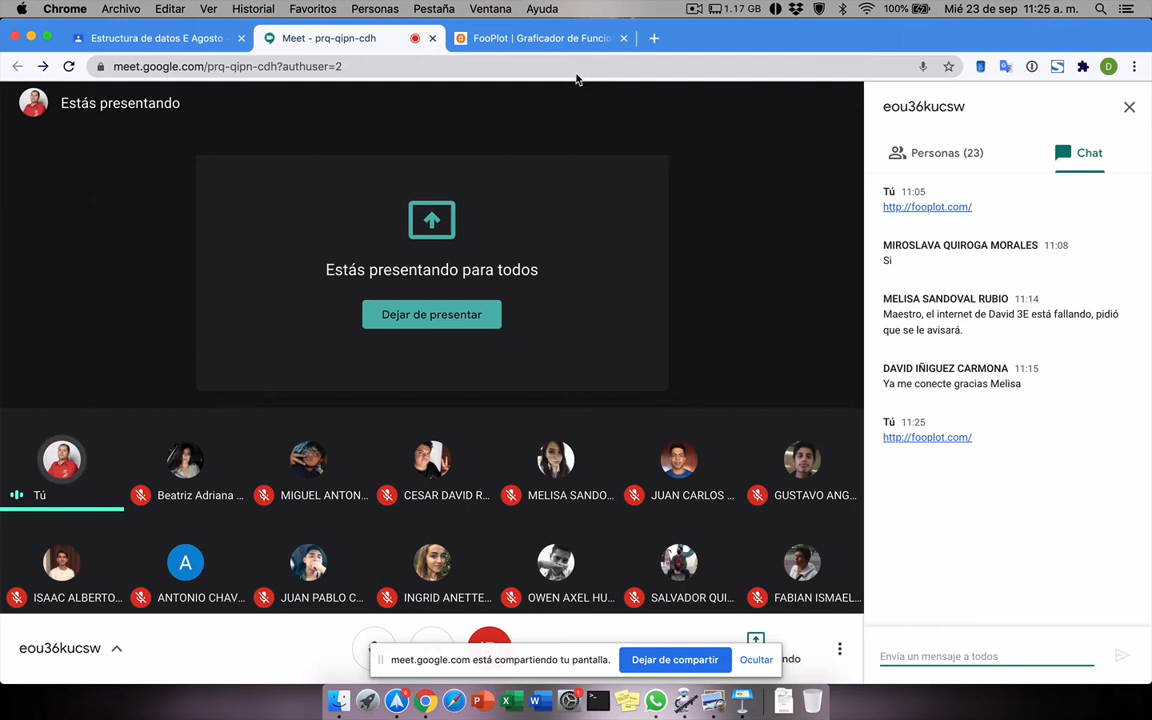 Chrome Archivo Editar Ver Historial Favoritos Personas Pestaña Ventana Ayuda 1.17 GB 100% Mié 23 de sep 11:25 a. m.
Estructura de datos E Agosto Meet - prq-qipn-cdh FooPlot | Graficador de Funcio
meet.google.com/prq-qipn-cdh?authuser=2 D
Estás presentando
Estás presentando para todos
Dejar de presentar
Tú Beatriz Adriana ... MIGUEL ANTON... CESAR DAVID R... MELISA SANDO... JUAN CARLOS ... GUSTAVO ANG...
A
ISAAC ALBERTO... ANTONIO CHAV... JUAN PABLO C... INGRID ANETTE... OWEN AXEL HU... SALVADOR QUI... FABIAN ISMAEL...
eou36kucsw
meet.google.com está compartiendo tu pantalla. Dejar de compartir Ocultar ndo
eou36kucsw
Personas (23) Chat
Tú 11:05
http://fooplot.com/
MIROSLAVA QUIROGA MORALES 11:08
Si
MELISA SANDOVAL RUBIO 11:14
Maestro, el internet de David 3E está fallando, pidió
que se le avisará.
DAVID IÑIGUEZ CARMONA 11:15
Ya me conecte gracias Melisa
Tú 11:25
http://fooplot.com/
Envía un mensaje a todos